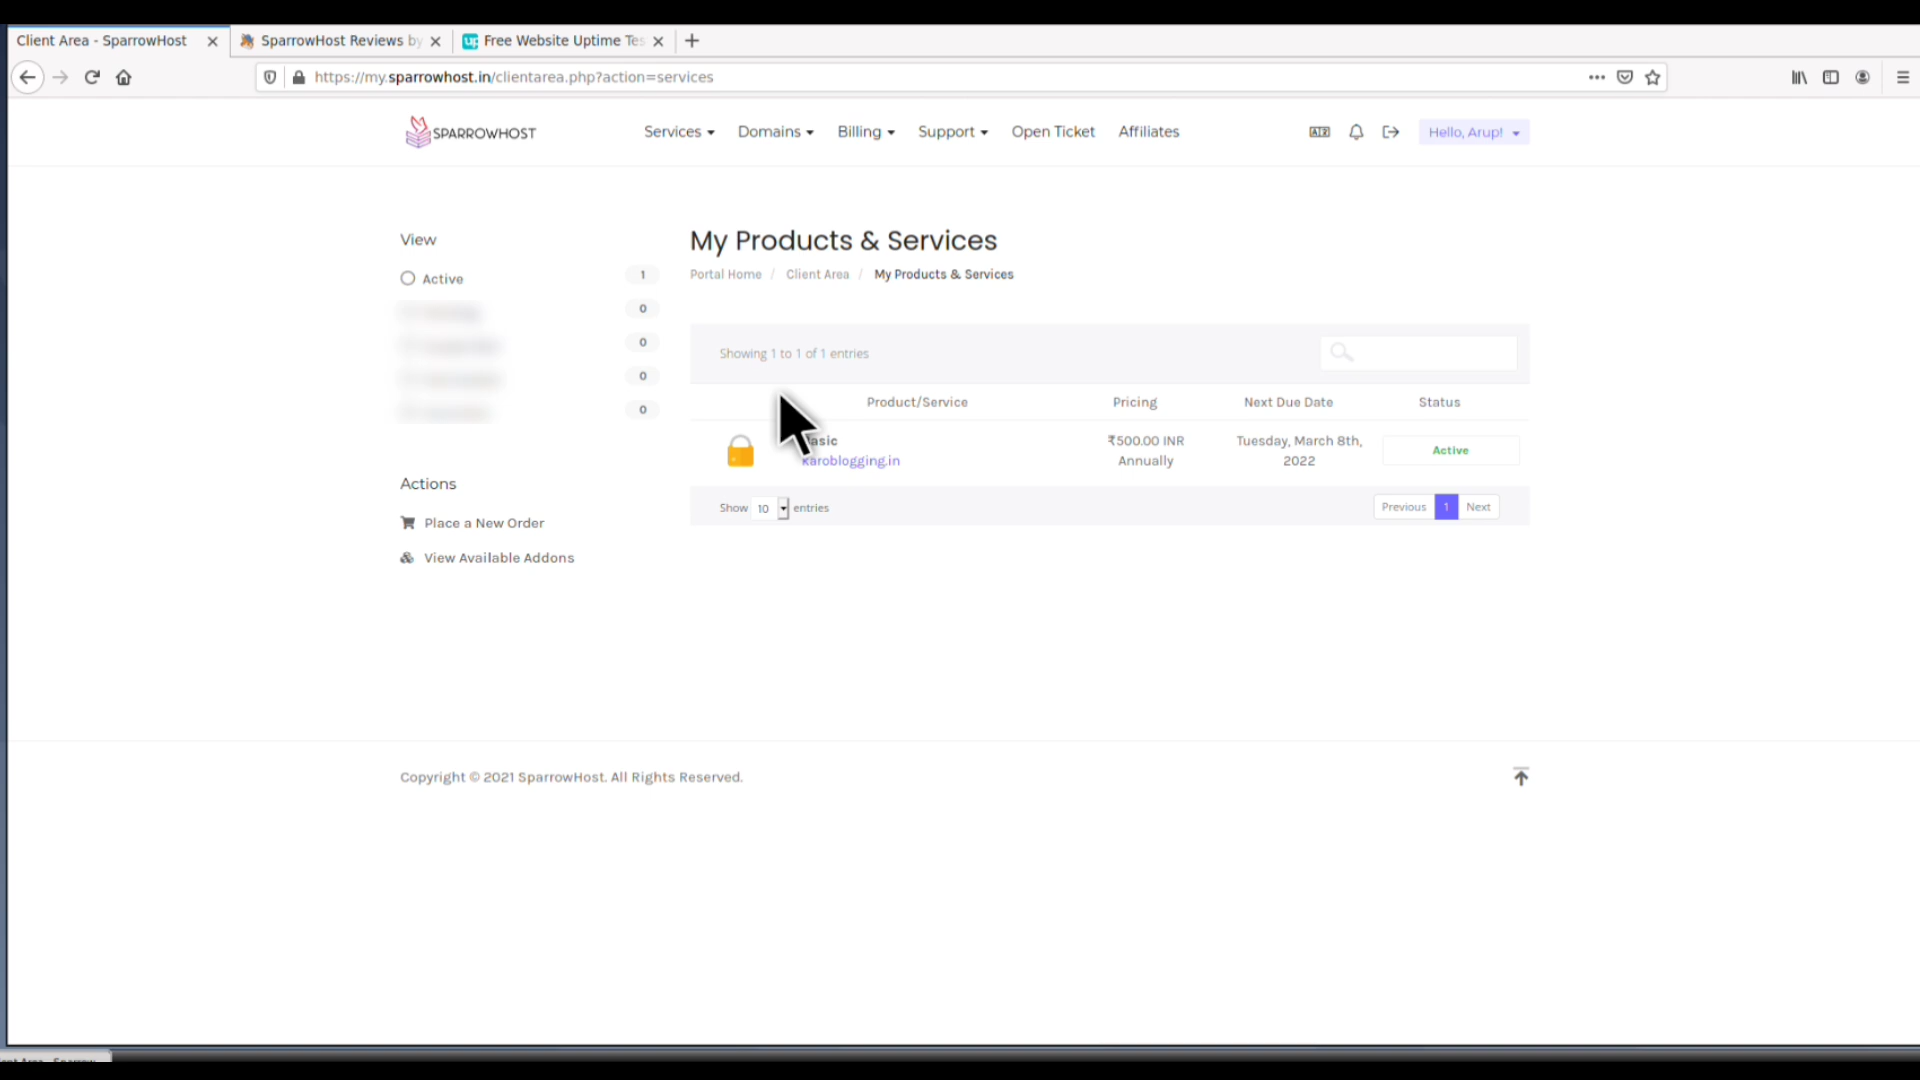 Client Area - SparrowHost
SparrowHost Reviews by
Free Website Uptime Tes
https://my.sparrowhost.in/clientarea.php?action=services
SPARROWHOST
Services
Domains
Billing
Support
Open Ticket
Affiliates
Hello, Arup!
View
Active 1
0
0
0
0
Actions
Place a New Order
View Available Addons
My Products & Services
Portal Home / Client Area / My Products & Services
Showing 1 to 1 of 1 entries
Product/Service Pricing Next Due Date Status
₹500.00 INR Annually
karoblogging.in
Tuesday, March 8th, 2022
Active
Show 10 entries
Previous 1 Next
Copyright © 2021 SparrowHost. All Rights Reserved.